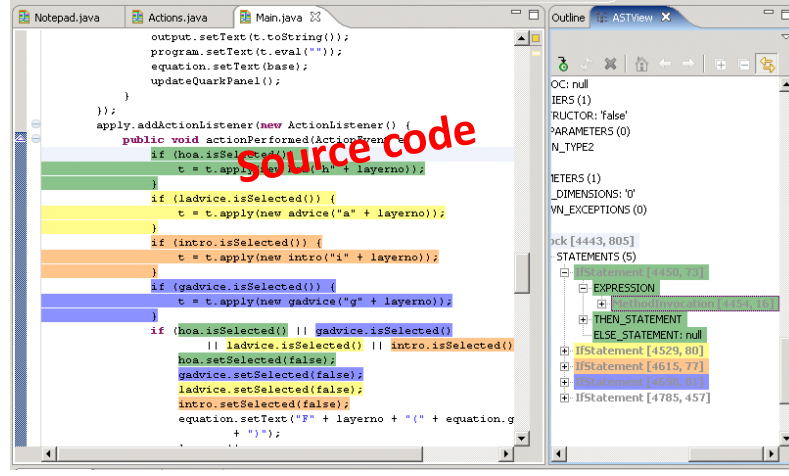 Notepad.java Actions.java Main.java Outline ASTView
output.setText(t.toString());
program.setText(t.eval(""));
equation.setText(base);
updateQuarkPanel();
}
});
apply.addActionListener(new ActionListener() {
public void actionPerformed(ActionEvent e
if (hoa.isSelected()
t = t.apply(new "h" + layerno));
}
if (ladvice.isSelected()) {
t = t.apply(new advice("a" + layerno));
}
if (intro.isSelected()) {
t = t.apply(new intro("i" + layerno));
}
if (gadvice.isSelected()) {
t = t.apply(new gadvice("g" + layerno));
}
if (hoa.isSelected() || gadvice.isSelected()
|| ladvice.isSelected() || intro.isSelected()
hoa.setSelected(false);
gadvice.setSelected(false);
ladvice.setSelected(false);
intro.setSelected(false);
equation.setText("F" + layerno + "(" + equation.g
+ ")");
Source code
OC: null
IERS (1)
RUCTOR: 'false'
PARAMETERS (0)
N_TYPE2
METERS (1)
_DIMENSIONS: '0'
WN_EXCEPTIONS (0)
ock [4443, 805]
STATEMENTS (5)
IfStatement [4450, 73]
EXPRESSION
MethodInvocation [4454, 16]
THEN_STATEMENT
ELSE_STATEMENT: null
IfStatement [4529, 80]
IfStatement [4615, 77]
IfStatement [4698, 81]
IfStatement [4785, 457]